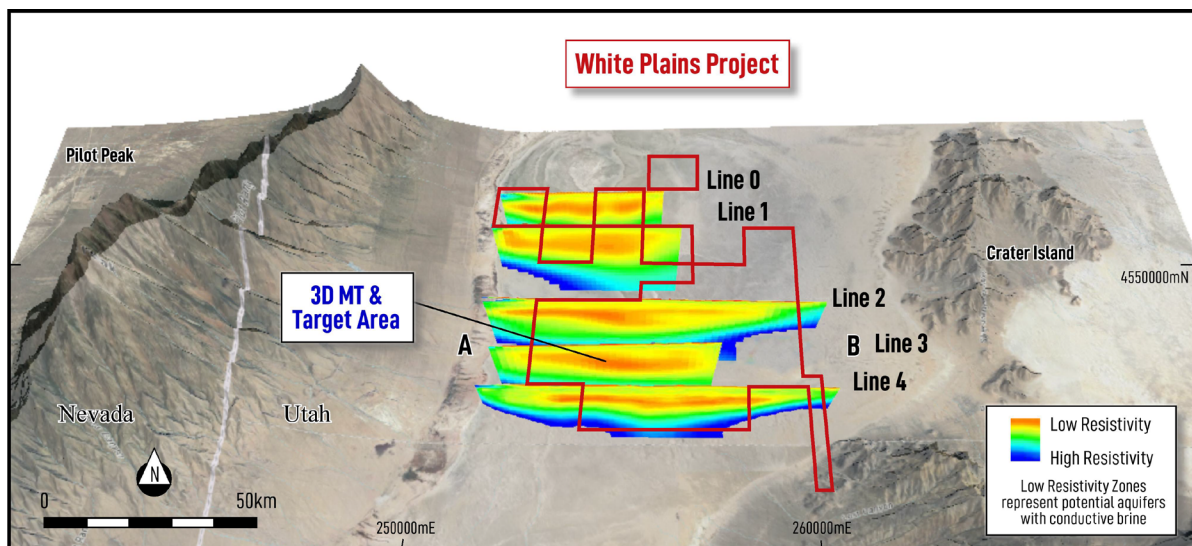 White Plains Project
Pilot Peak
Line 0
Line 1
Crater Island
4550000mN
3D MT &
Target Area
Line 2
A
B
Line 3
Line 4
Nevada
Utah
N
0
50km
250000mE
260000mE
Low Resistivity
High Resistivity
Low Resistivity Zones
represent potential aquifers
with conductive brine